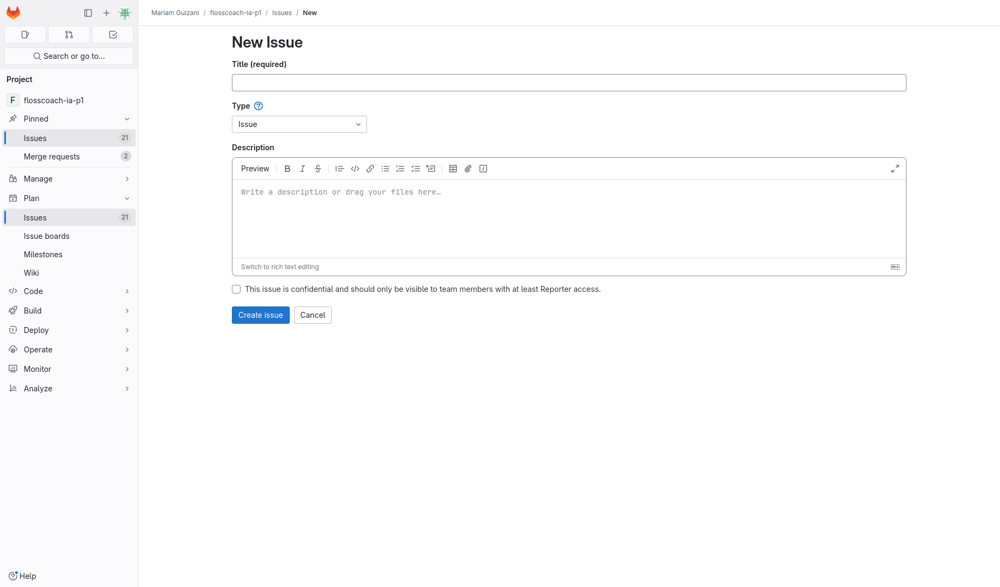 Mariam Guizani / flosscoach-ia-p1 / Issues / New
Search or go to...
Project
F flosscoach-ia-p1
Pinned
Issues 21
Merge requests 2
Manage
Plan
Issues 21
Issue boards
Milestones
Wiki
Code
Build
Deploy
Operate
Monitor
Analyze
Help
New Issue
Title (required)
Type
Issue
Description
Preview
Write a description or drag your files here…
Switch to rich text editing
This issue is confidential and should only be visible to team members with at least Reporter access.
Create issue Cancel